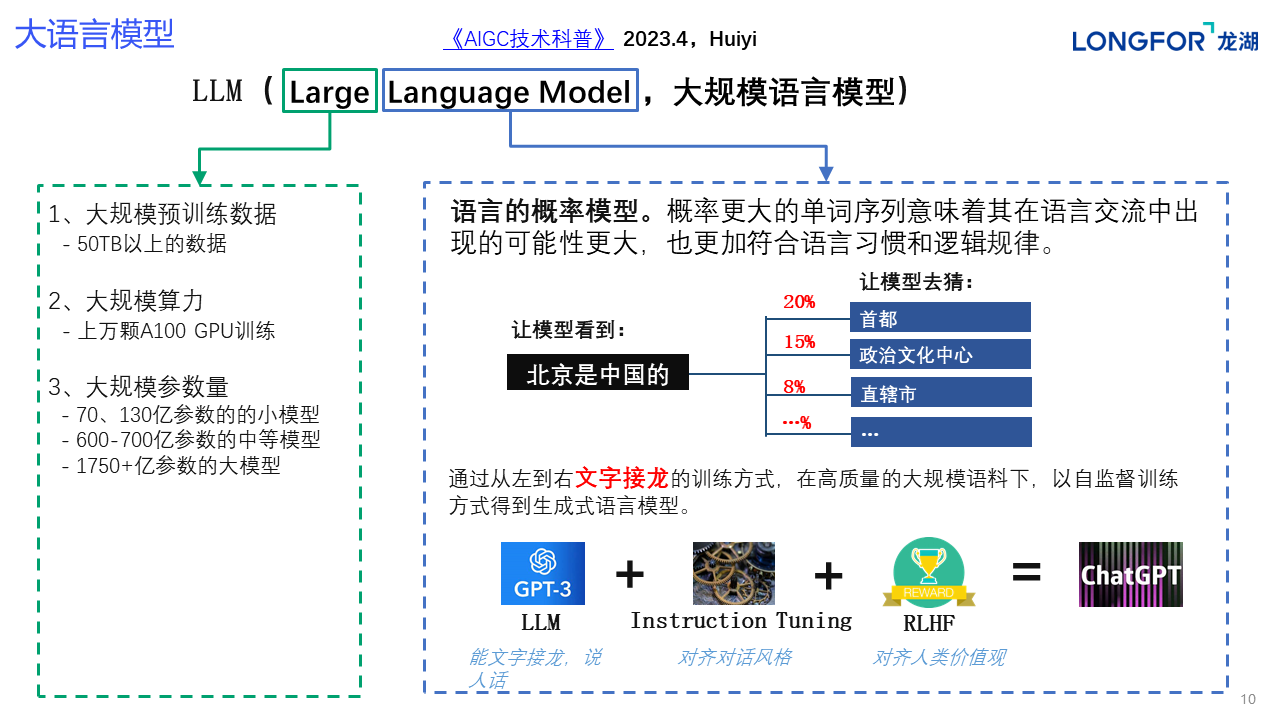 大语言模型
《AIGC技术科普》 2023.4，Huiyi
LONGFOR 龙湖
LLM（Large Language Model，大规模语言模型）
1、大规模预训练数据
- 50TB以上的数据
2、大规模算力
- 上万颗A100 GPU训练
3、大规模参数量
- 70、130亿参数的的小模型
- 600-700亿参数的中等模型
- 1750+亿参数的大模型
语言的概率模型。概率更大的单词序列意味着其在语言交流中出
现的可能性更大，也更加符合语言习惯和逻辑规律。
让模型看到：
北京是中国的
让模型去猜：
20% 首都
15% 政治文化中心
8% 直辖市
…% …
通过从左到右文字接龙的训练方式，在高质量的大规模语料下，以自监督训练
方式得到生成式语言模型。
GPT-3 + + REWARD = ChatGPT
LLM Instruction Tuning RLHF
能文字接龙，说
人话
对齐对话风格
对齐人类价值观
10